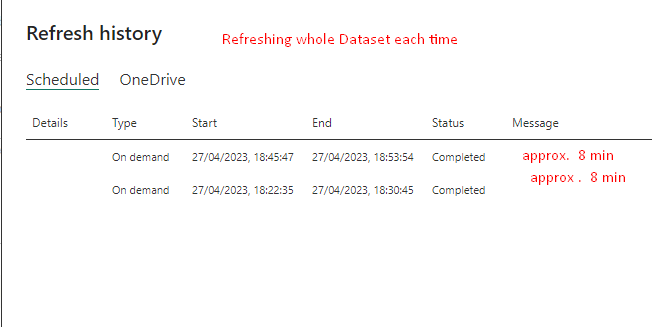 Refresh history
Refreshing whole Dataset each time
Scheduled OneDrive
Details Type Start End Status Message
On demand 27/04/2023, 18:45:47 27/04/2023, 18:53:54 Completed approx. 8 min
On demand 27/04/2023, 18:22:35 27/04/2023, 18:30:45 Completed approx . 8 min